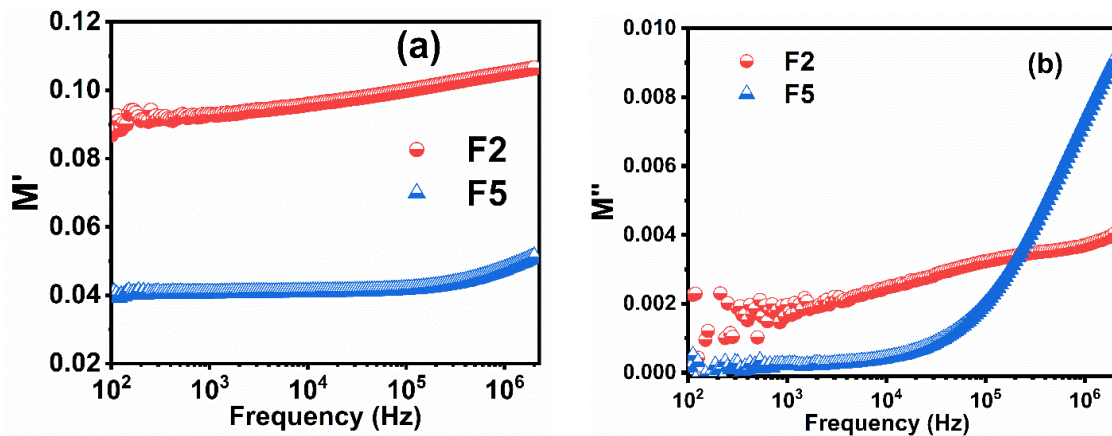 (a)
M'
0.12
0.10
0.08
0.06
0.04
0.02
F2
F5
10² 10³ 10⁴ 10⁵ 10⁶
Frequency (Hz)
(b)
M''
0.010
0.008
0.006
0.004
0.002
0.000
F2
F5
10² 10³ 10⁴ 10⁵ 10⁶
Frequency (Hz)